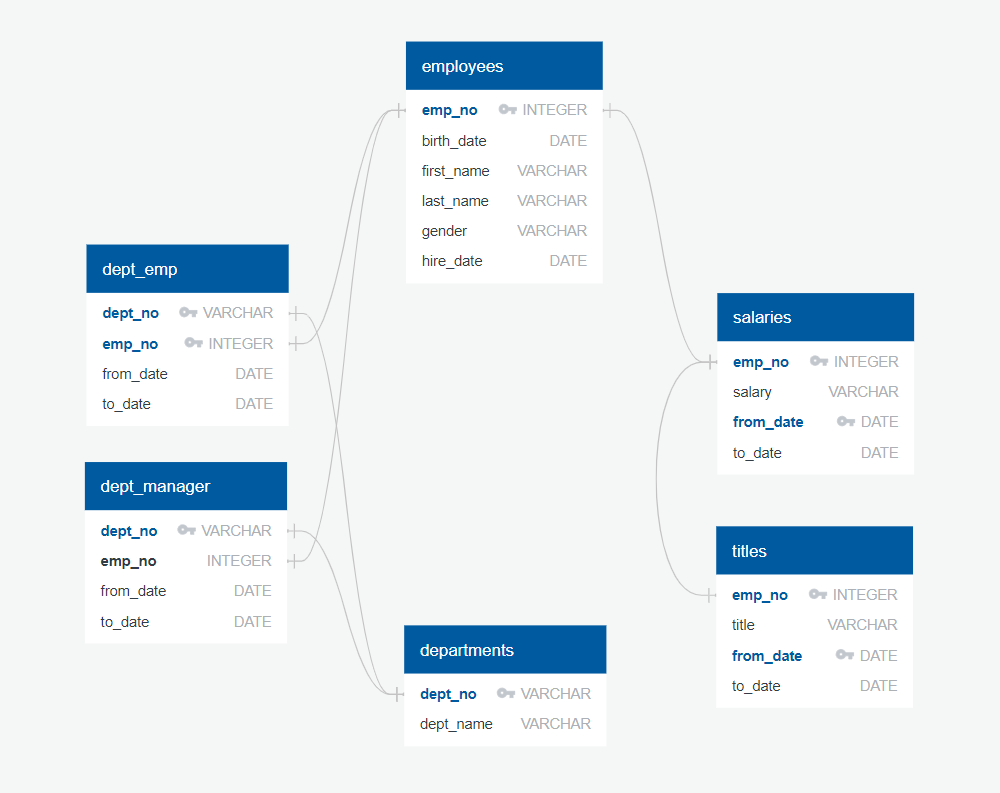 employees
emp_no INTEGER
birth_date DATE
first_name VARCHAR
last_name VARCHAR
gender VARCHAR
hire_date DATE
dept_emp
dept_no VARCHAR
emp_no INTEGER
from_date DATE
to_date DATE
salaries
emp_no INTEGER
salary VARCHAR
from_date DATE
to_date DATE
dept_manager
dept_no VARCHAR
emp_no INTEGER
from_date DATE
to_date DATE
titles
emp_no INTEGER
title VARCHAR
from_date DATE
to_date DATE
departments
dept_no VARCHAR
dept_name VARCHAR